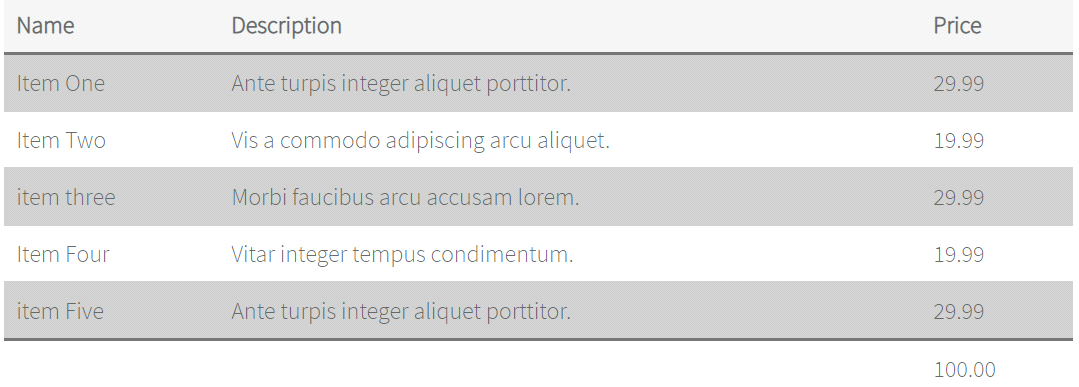 Name Description Price
Item One Ante turpis integer aliquet porttitor. 29.99
Item Two Vis a commodo adipiscing arcu aliquet. 19.99
item three Morbi faucibus arcu accusam lorem. 29.99
Item Four Vitar integer tempus condimentum. 19.99
item Five Ante turpis integer aliquet porttitor. 29.99
100.00